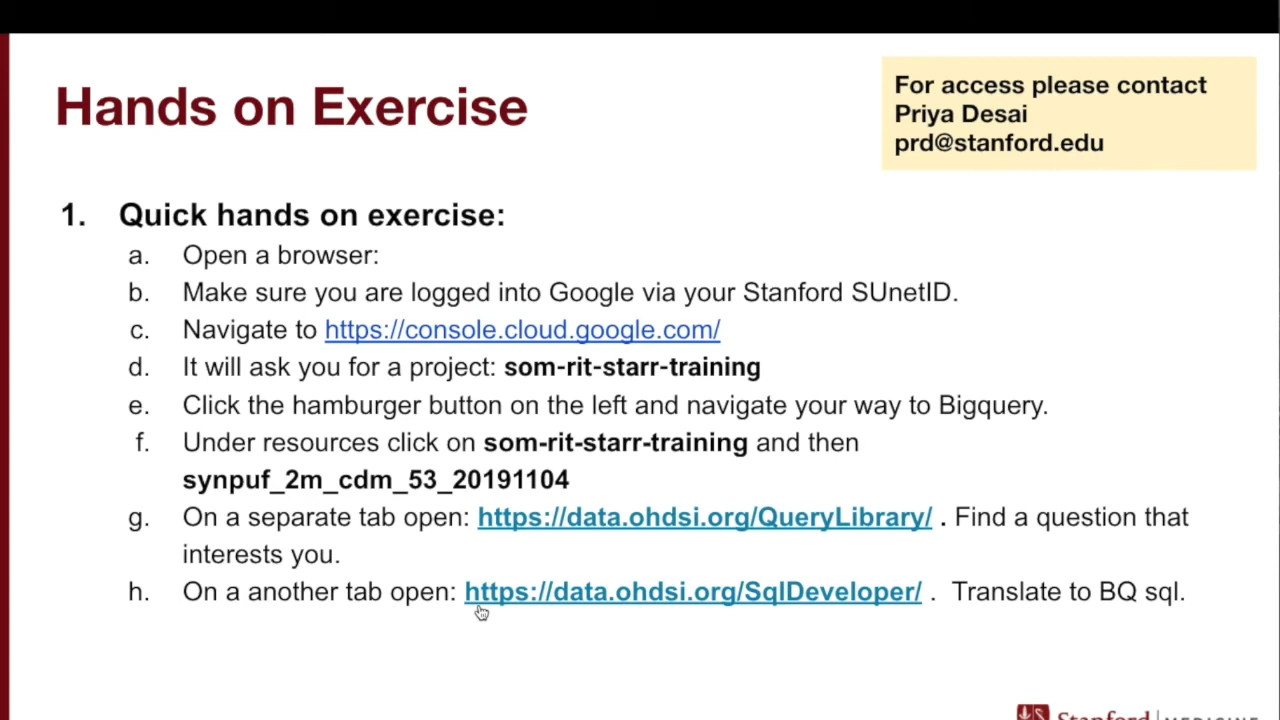 Hands on Exercise
For access please contact
Priya Desai
prd@stanford.edu
1. Quick hands on exercise:
a. Open a browser:
b. Make sure you are logged into Google via your Stanford SUnetID.
c. Navigate to https://console.cloud.google.com/
d. It will ask you for a project: som-rit-starr-training
e. Click the hamburger button on the left and navigate your way to Bigquery.
f. Under resources click on som-rit-starr-training and then
synpuf_2m_cdm_53_20191104
g. On a separate tab open: https://data.ohdsi.org/QueryLibrary/ . Find a question that
interests you.
h. On a another tab open: https://data.ohdsi.org/SqlDeveloper/ . Translate to BQ sql.
Stanford | MEDICINE